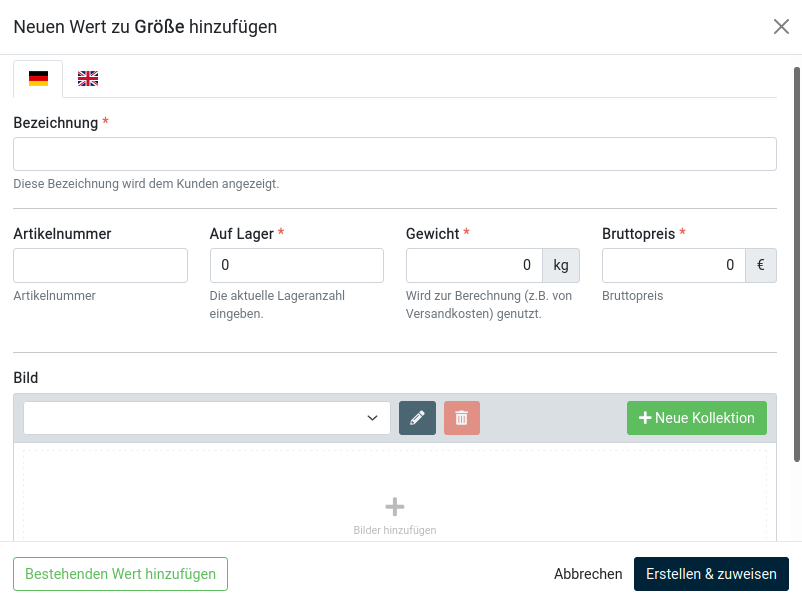 Neuen Wert zu Größe hinzufügen
Bezeichnung *
Diese Bezeichnung wird dem Kunden angezeigt.
Artikelnummer
Auf Lager *
Gewicht *
Bruttopreis *
0
0 kg
0 €
Artikelnummer
Die aktuelle Lageranzahl
eingeben.
Wird zur Berechnung (z.B. von
Versandkosten) genutzt.
Bruttopreis
Bild
Neue Kollektion
Bilder hinzufügen
Bestehenden Wert hinzufügen
Abbrechen
Erstellen & zuweisen